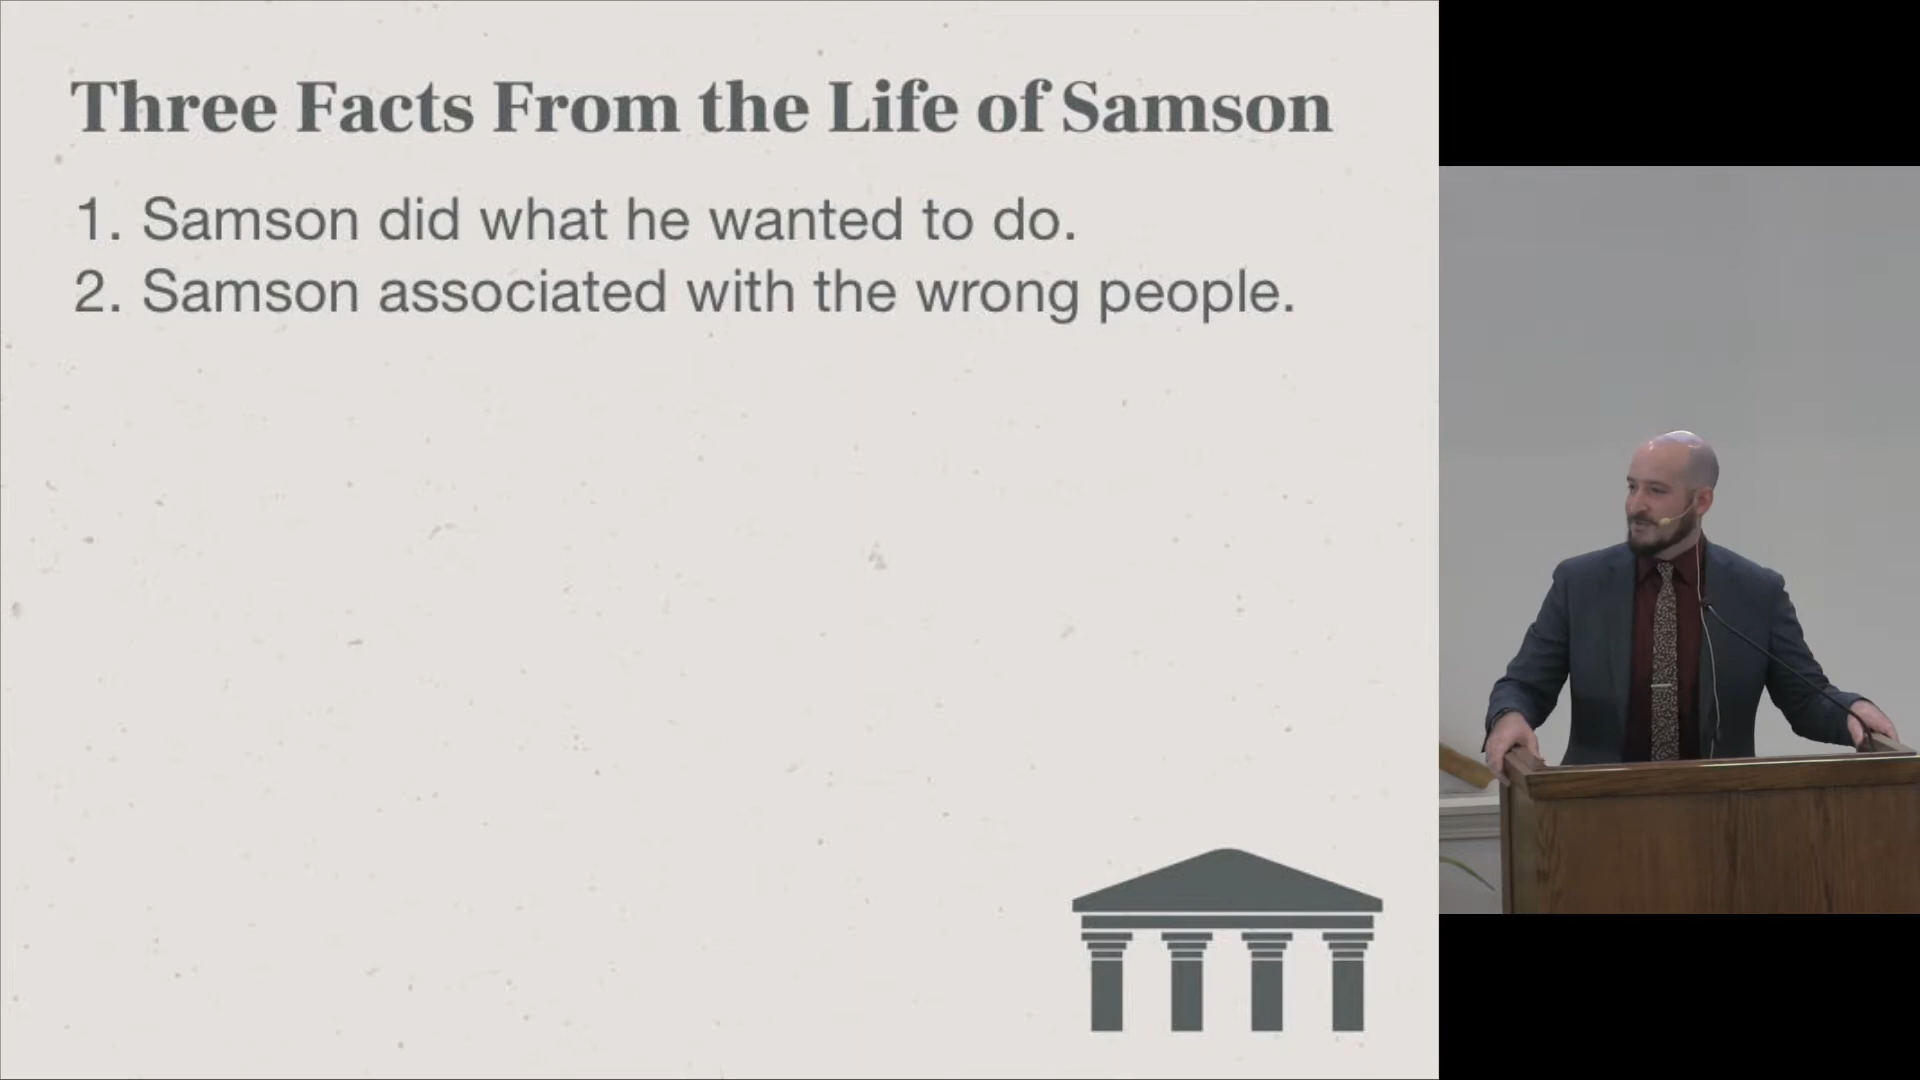 Three Facts From the Life of Samson
1. Samson did what he wanted to do.
2. Samson associated with the wrong people.